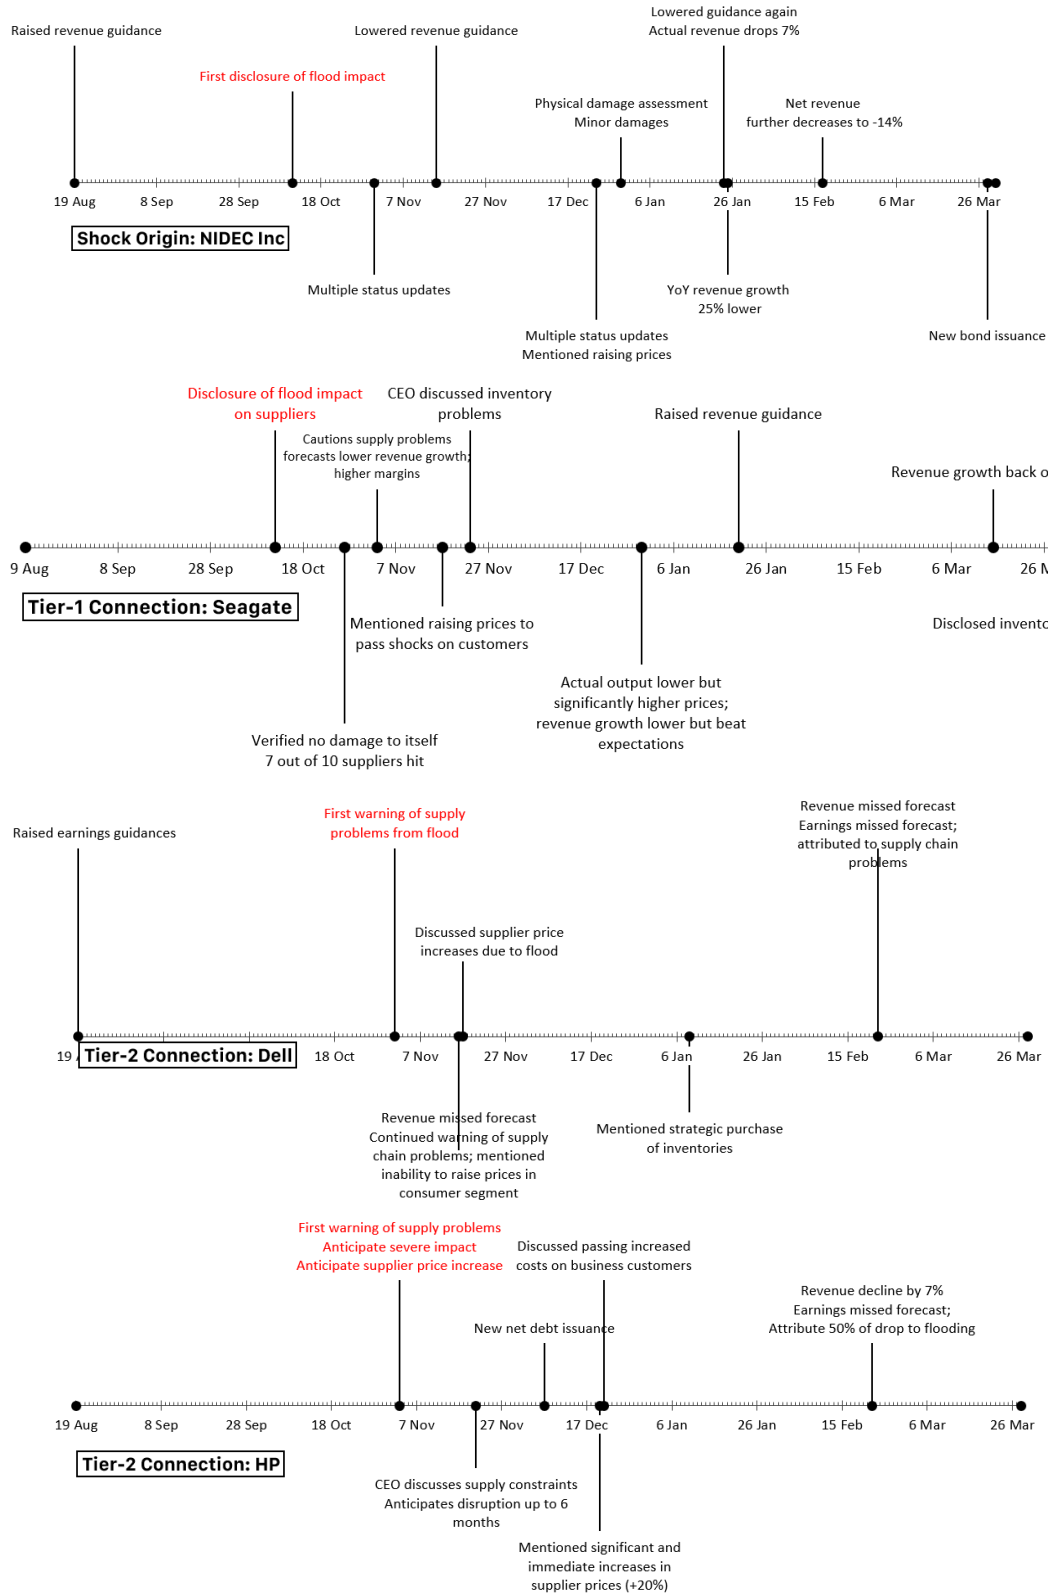 Lowered guidance again
Raised revenue guidance
Lowered revenue guidance
Actual revenue drops 7%
First disclosure of flood impact
Physical damage assessment
Minor damages
Net revenue
further decreases to -14%
19 Aug
8 Sep
28 Sep
18 Oct
7 Nov
27 Nov
17 Dec
6 Jan
26 Jan
15 Feb
6 Mar
26 Mar
Shock Origin: NIDEC Inc
Multiple status updates
YoY revenue growth
25% lower
Multiple status updates
Mentioned raising prices
New bond issuance
Disclosure of flood impact
on suppliers
CEO discussed inventory
problems
Raised revenue guidance
Cautions supply problems
forecasts lower revenue growth;
higher margins
Revenue growth back o
9 Aug
8 Sep
28 Sep
18 Oct
7 Nov
27 Nov
17 Dec
6 Jan
26 Jan
15 Feb
6 Mar
26 M
Tier-1 Connection: Seagate
Mentioned raising prices to
pass shocks on customers
Disclosed invento
Actual output lower but
significantly higher prices;
revenue growth lower but beat
expectations
Verified no damage to itself
7 out of 10 suppliers hit
Raised earnings guidances
First warning of supply
problems from flood
Revenue missed forecast
Earnings missed forecast;
attributed to supply chain
problems
Discussed supplier price
increases due to flood
19
18 Oct
7 Nov
27 Nov
17 Dec
6 Jan
26 Jan
15 Feb
6 Mar
26 Mar
Tier-2 Connection: Dell
Revenue missed forecast
Continued warning of supply
chain problems; mentioned
inability to raise prices in
consumer segment
Mentioned strategic purchase
of inventories
First warning of supply problems
Anticipate severe impact
Anticipate supplier price increase
Discussed passing increased
costs on business customers
New net debt issuance
Revenue decline by 7%
Earnings missed forecast;
Attribute 50% of drop to flooding
19 Aug
8 Sep
28 Sep
18 Oct
7 Nov
27 Nov
17 Dec
6 Jan
26 Jan
15 Feb
6 Mar
26 Mar
Tier-2 Connection: HP
CEO discusses supply constraints
Anticipates disruption up to 6
months
Mentioned significant and
immediate increases in
supplier prices (+20%)